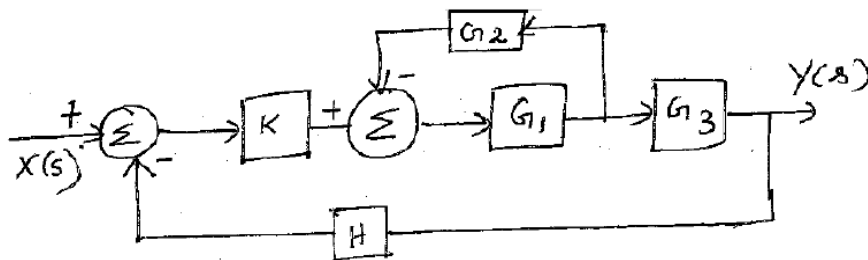 G2
Y(s)
+
-
K
+
Σ
G1
G3
Σ
X(s)
-
H